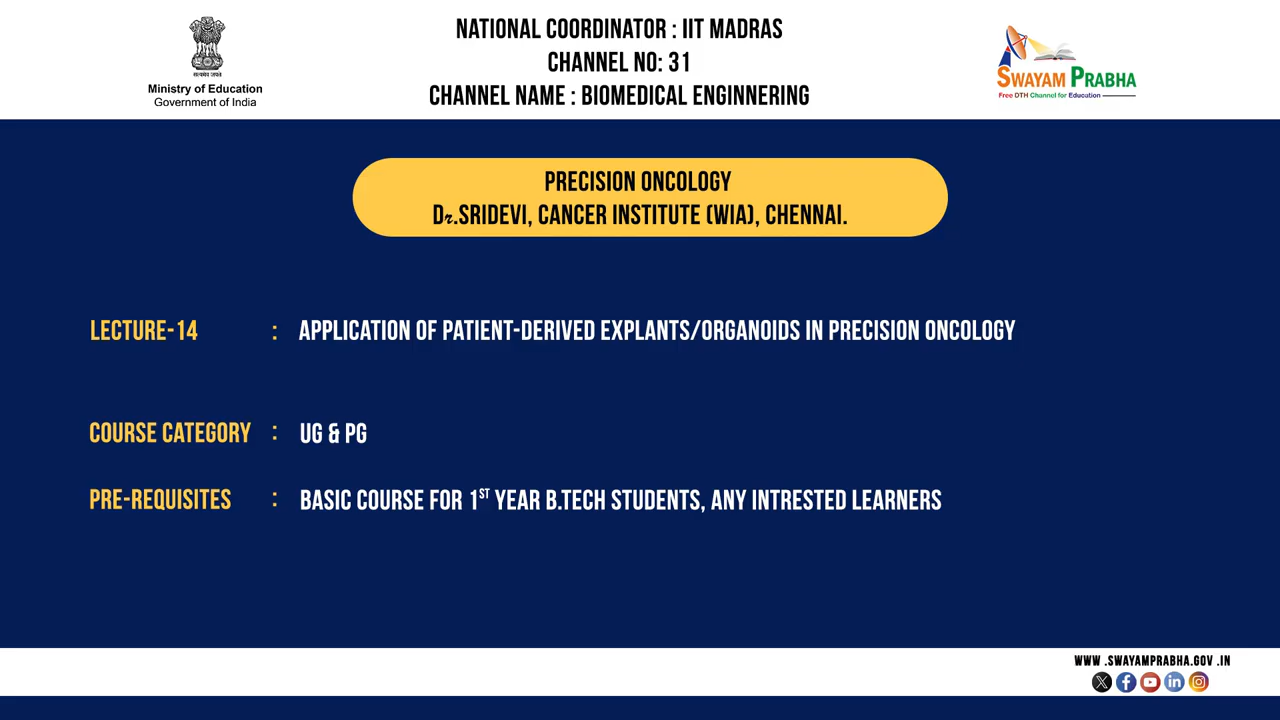 NATIONAL COORDINATOR : IIT MADRAS
CHANNEL NO: 31
CHANNEL NAME : BIOMEDICAL ENGINNERING
सत्यमेव जयते
Ministry of Education
Government of India
SWAYAM PRABHA
Free DTH Channel for Education
PRECISION ONCOLOGY
Dr.SRIDEVI, CANCER INSTITUTE (WIA), CHENNAI.
LECTURE-14 : APPLICATION OF PATIENT-DERIVED EXPLANTS/ORGANOIDS IN PRECISION ONCOLOGY
COURSE CATEGORY : UG & PG
PRE-REQUISITES : BASIC COURSE FOR 1ST YEAR B.TECH STUDENTS, ANY INTRESTED LEARNERS
WWW .SWAYAMPRABHA.GOV .IN